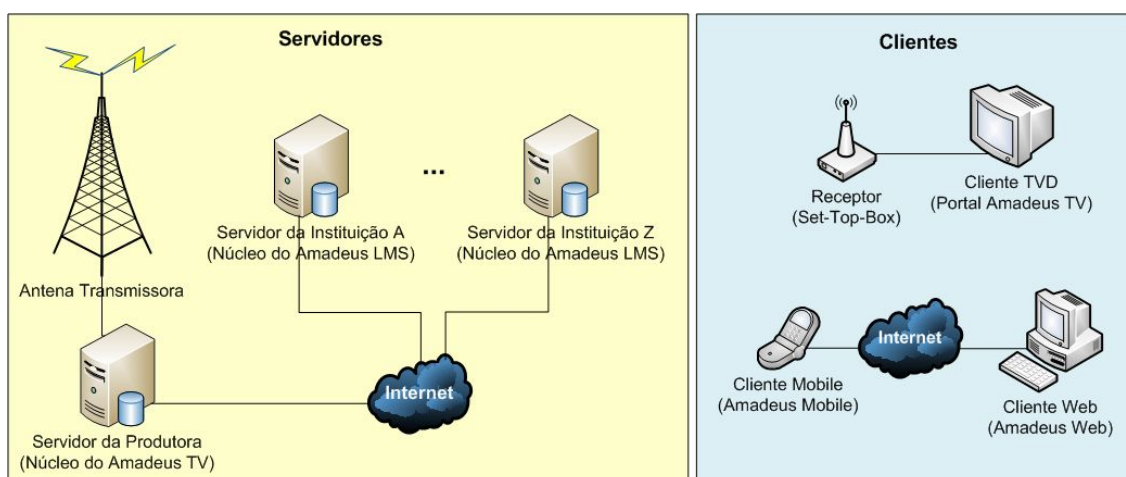 Servidores
Antena Transmissora
Servidor da Instituição A
(Núcleo do Amadeus LMS)
...
Servidor da Instituição Z
(Núcleo do Amadeus LMS)
Servidor da Produtora
(Núcleo do Amadeus TV)
Internet
Clientes
Receptor
(Set-Top-Box)
Cliente TVD
(Portal Amadeus TV)
Cliente Mobile
(Amadeus Mobile)
Internet
Cliente Web
(Amadeus Web)